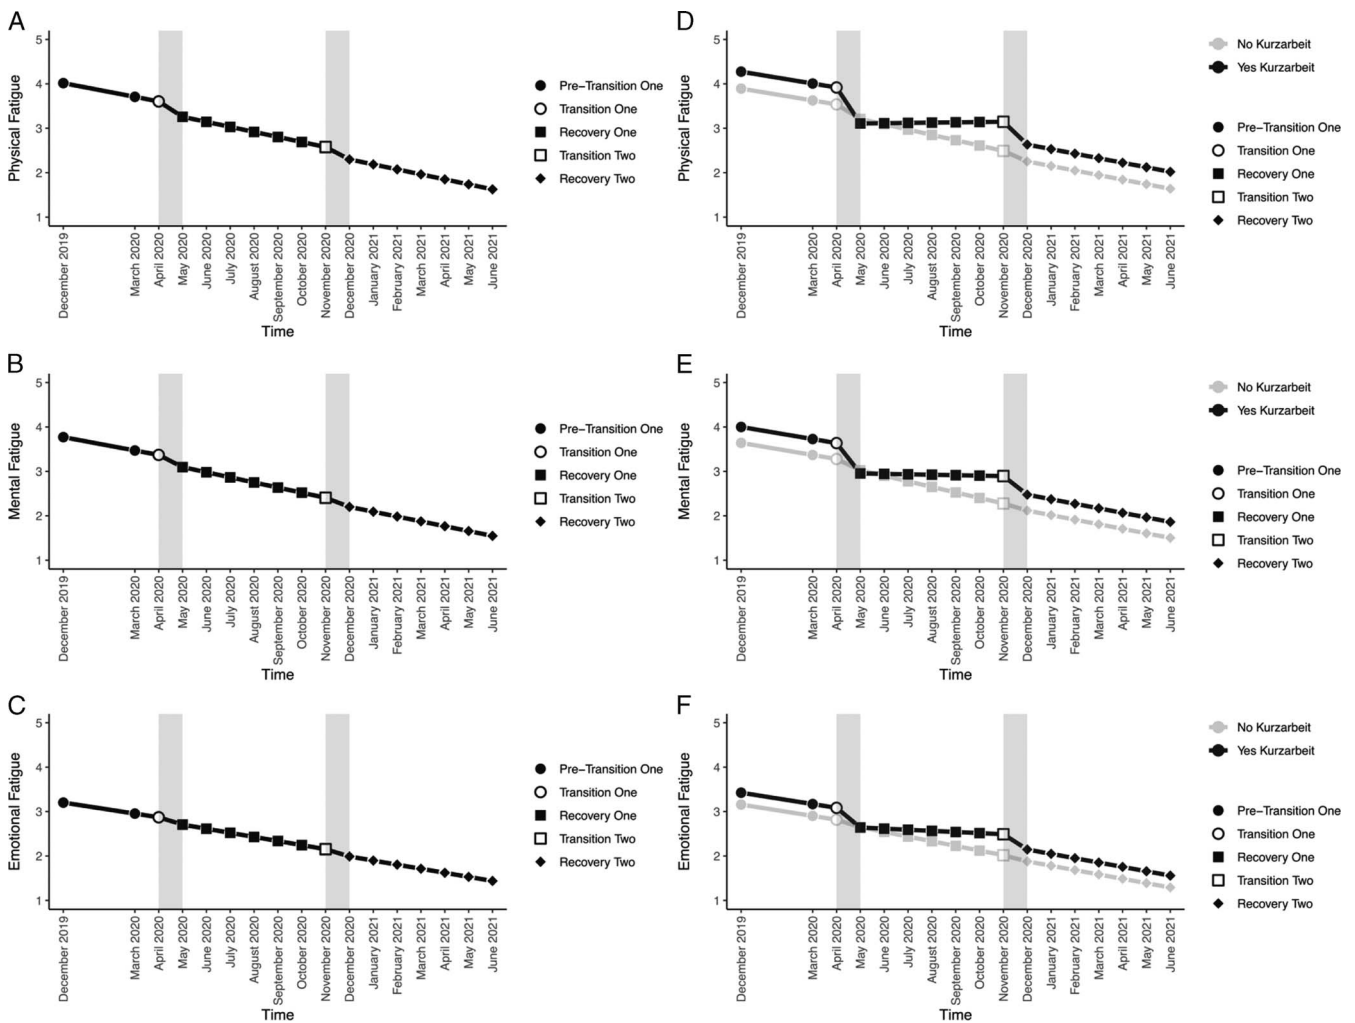 A
Physical Fatigue
5
4
3
2
1
December 2019
March 2020
April 2020
May 2020
June 2020
July 2020
August 2020
September 2020
October 2020
November 2020
December 2020
January 2021
February 2021
March 2021
April 2021
May 2021
June 2021
Time
Pre-Transition One
Transition One
Recovery One
Transition Two
Recovery Two
D
Physical Fatigue
5
4
3
2
1
December 2019
March 2020
April 2020
May 2020
June 2020
July 2020
August 2020
September 2020
October 2020
November 2020
December 2020
January 2021
February 2021
March 2021
April 2021
May 2021
June 2021
Time
No Kurzarbeit
Yes Kurzarbeit
Pre-Transition One
Transition One
Recovery One
Transition Two
Recovery Two
B
Mental Fatigue
5
4
3
2
1
December 2019
March 2020
April 2020
May 2020
June 2020
July 2020
August 2020
September 2020
October 2020
November 2020
December 2020
January 2021
February 2021
March 2021
April 2021
May 2021
June 2021
Time
Pre-Transition One
Transition One
Recovery One
Transition Two
Recovery Two
E
Mental Fatigue
5
4
3
2
1
December 2019
March 2020
April 2020
May 2020
June 2020
July 2020
August 2020
September 2020
October 2020
November 2020
December 2020
January 2021
February 2021
March 2021
April 2021
May 2021
June 2021
Time
No Kurzarbeit
Yes Kurzarbeit
Pre-Transition One
Transition One
Recovery One
Transition Two
Recovery Two
C
Emotional Fatigue
5
4
3
2
1
December 2019
March 2020
April 2020
May 2020
June 2020
July 2020
August 2020
September 2020
October 2020
November 2020
December 2020
January 2021
February 2021
March 2021
April 2021
May 2021
June 2021
Time
Pre-Transition One
Transition One
Recovery One
Transition Two
Recovery Two
F
Emotional Fatigue
5
4
3
2
1
December 2019
March 2020
April 2020
May 2020
June 2020
July 2020
August 2020
September 2020
October 2020
November 2020
December 2020
January 2021
February 2021
March 2021
April 2021
May 2021
June 2021
Time
No Kurzarbeit
Yes Kurzarbeit
Pre-Transition One
Transition One
Recovery One
Transition Two
Recovery Two